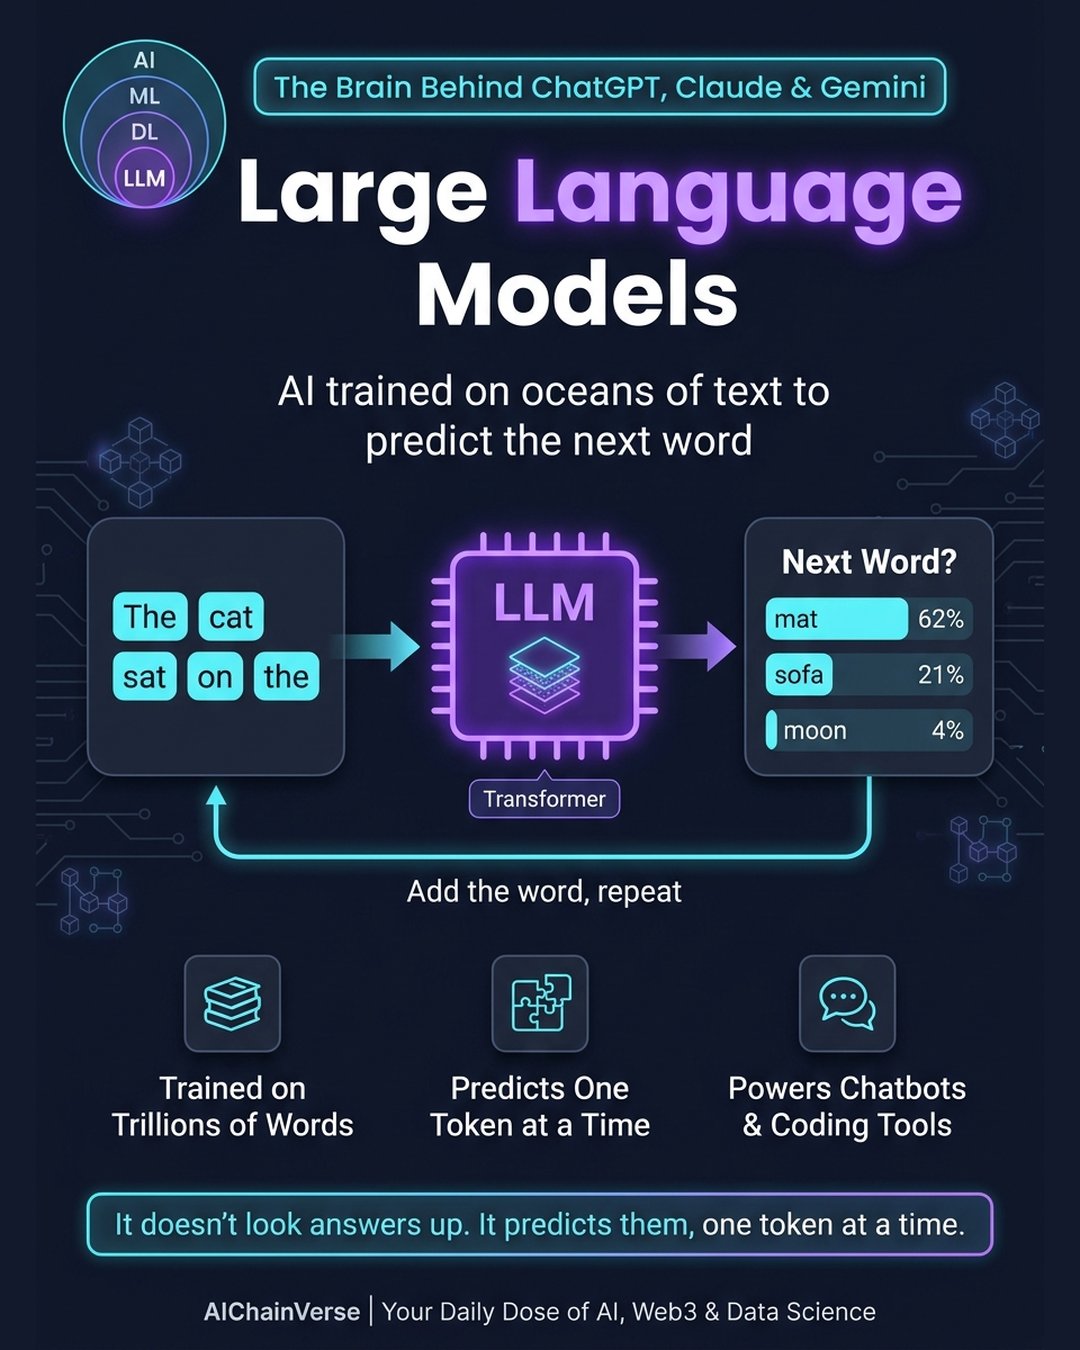 AI
ML
DL
LLM
The Brain Behind ChatGPT, Claude & Gemini
Large Language
Models
AI trained on oceans of text to
predict the next word
The cat
sat on the
LLM
Transformer
Next Word?
mat 62%
sofa 21%
moon 4%
Add the word, repeat
Trained on
Trillions of Words
Predicts One
Token at a Time
Powers Chatbots
& Coding Tools
It doesn't look answers up. It predicts them, one token at a time.
AIChainVerse | Your Daily Dose of AI, Web3 & Data Science